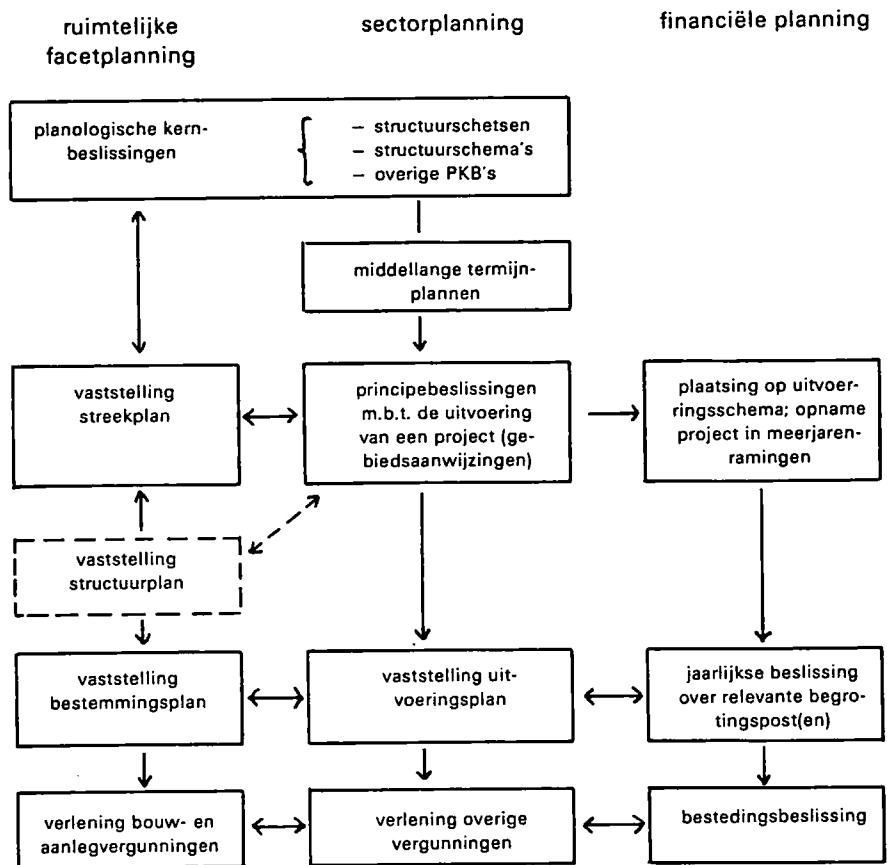 ruimtelijke
facetplanning
sectorplanning
financiële planning
planologische kern-
beslissingen
– structuurschetsen
– structuurschema's
– overige PKB's
middellange termijn-
plannen
vaststelling
streekplan
principebeslissingen
m.b.t. de uitvoering
van een project (ge-
biedsaanwijzingen)
plaatsing op uitvoer-
ringsschema; opname
project in meerjaren-
ramingen
vaststelling
structuurplan
vaststelling
bestemmingsplan
vaststelling uit-
voeringsplan
jaarlijkse beslissing
over relevante begro-
tingspost(en)
verlening bouw- en
aanlegvergunningen
verlening overige
vergunningen
bestedingsbeslissing